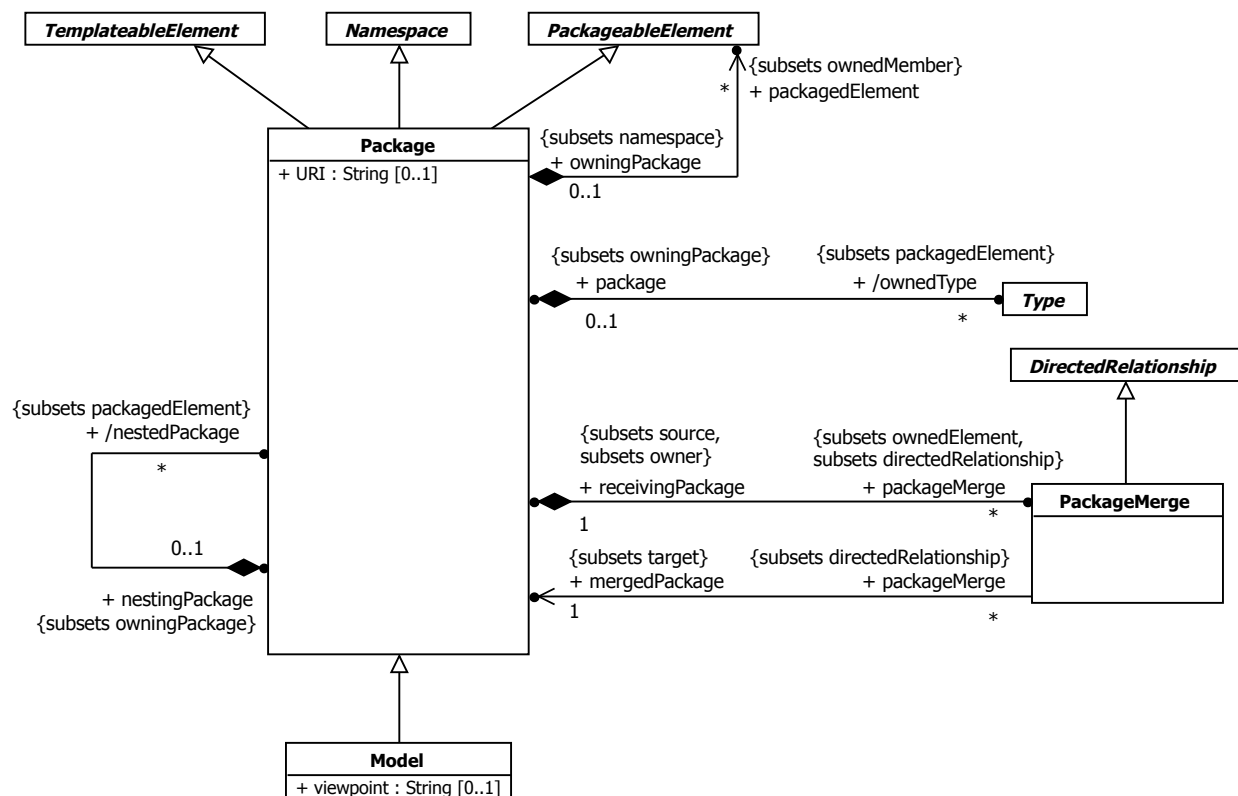 TemplateableElement
Namespace
PackageableElement
{subsets ownedMember}
*
+ packagedElement
Package
+ URI : String [0..1]
{subsets namespace}
+ owningPackage
0..1
{subsets owningPackage}
+ package
0..1
{subsets packagedElement}
+ /ownedType
*
Type
DirectedRelationship
{subsets packagedElement}
+ /nestedPackage
*
0..1
+ nestingPackage
{subsets owningPackage}
{subsets source,
subsets owner}
+ receivingPackage
1
{subsets ownedElement,
subsets directedRelationship}
+ packageMerge
*
PackageMerge
{subsets target}
+ mergedPackage
1
{subsets directedRelationship}
+ packageMerge
*
Model
+ viewpoint : String [0..1]